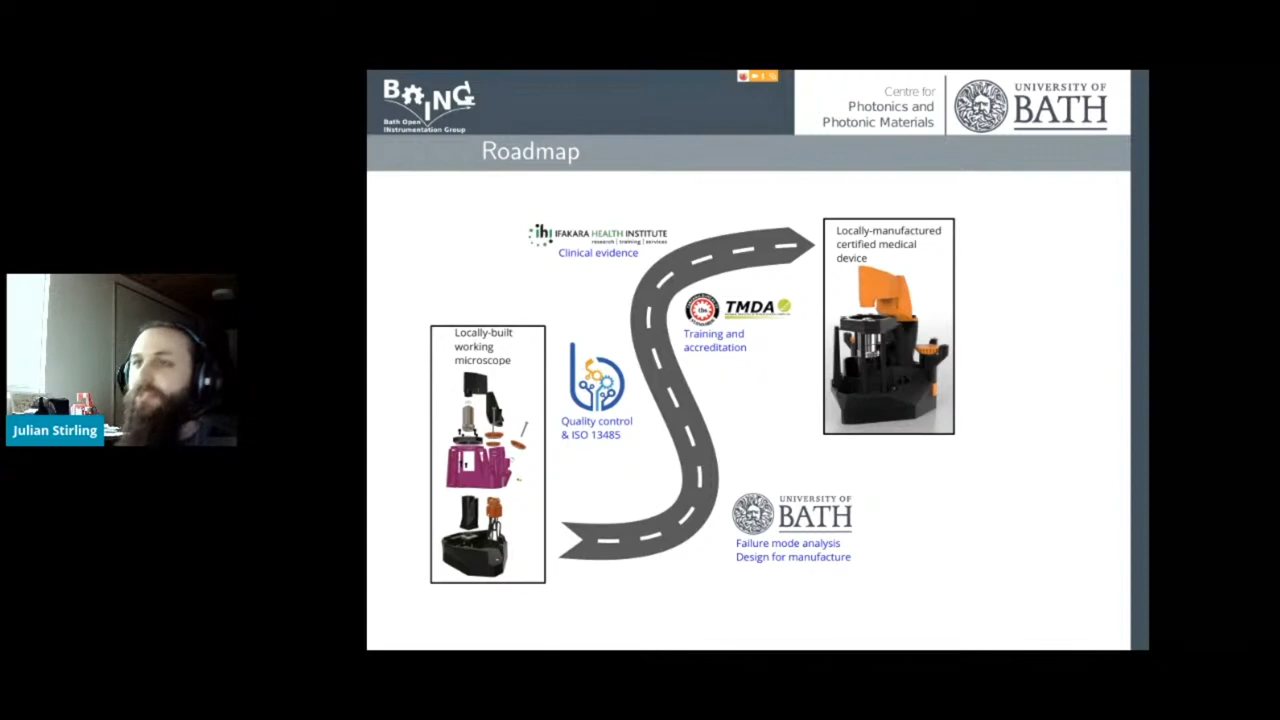 BOING
Bath Open
INstrumentation Group
Centre for
Photonics and
Photonic Materials
UNIVERSITY OF
BATH
Roadmap
ihi IFAKARA HEALTH INSTITUTE
research | training | services
Clinical evidence
Locally-manufactured
certified medical
device
TMDA
Training and
accreditation
Locally-built
working
microscope
Quality control
& ISO 13485
Julian Stirling
UNIVERSITY OF
BATH
Failure mode analysis
Design for manufacture